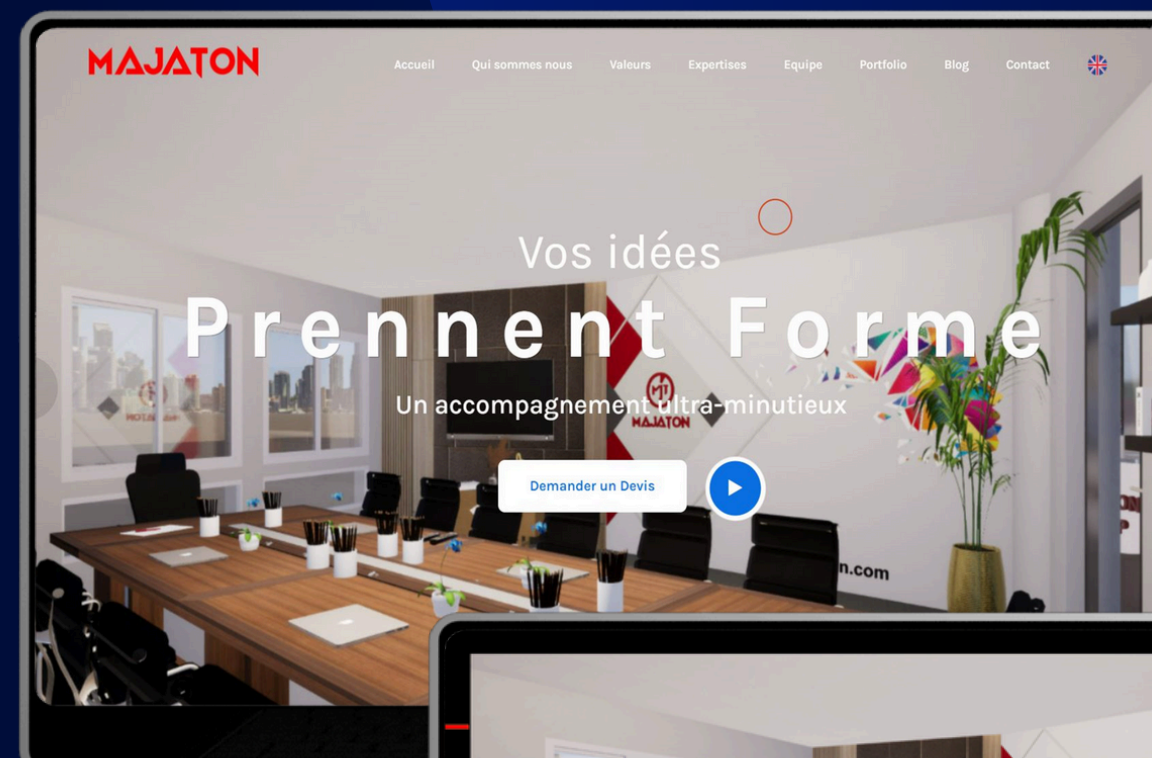 MAJATON
Accueil Qui sommes nous Valeurs Expertises Equipe Portfolio Blog Contact
Vos idées
Prennent Forme
Un accompagnement ultra-minutieux
MT
MAJATON
Demander un Devis
n.com